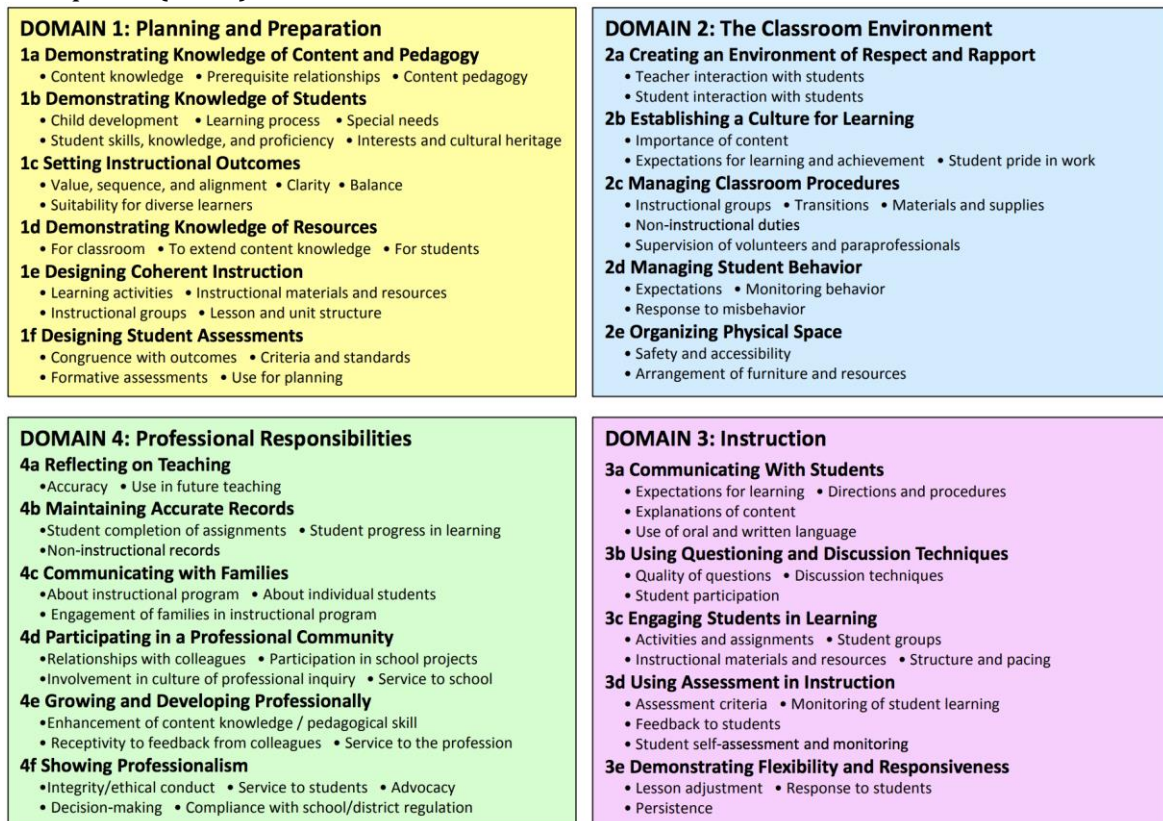 DOMAIN 1: Planning and Preparation
1a Demonstrating Knowledge of Content and Pedagogy
• Content knowledge • Prerequisite relationships • Content pedagogy
1b Demonstrating Knowledge of Students
• Child development • Learning process • Special needs
• Student skills, knowledge, and proficiency • Interests and cultural heritage
1c Setting Instructional Outcomes
• Value, sequence, and alignment • Clarity • Balance
• Suitability for diverse learners
1d Demonstrating Knowledge of Resources
• For classroom • To extend content knowledge • For students
1e Designing Coherent Instruction
• Learning activities • Instructional materials and resources
• Instructional groups • Lesson and unit structure
1f Designing Student Assessments
• Congruence with outcomes • Criteria and standards
• Formative assessments • Use for planning
DOMAIN 2: The Classroom Environment
2a Creating an Environment of Respect and Rapport
• Teacher interaction with students
• Student interaction with students
2b Establishing a Culture for Learning
• Importance of content
• Expectations for learning and achievement • Student pride in work
2c Managing Classroom Procedures
• Instructional groups • Transitions • Materials and supplies
• Non-instructional duties
• Supervision of volunteers and paraprofessionals
2d Managing Student Behavior
• Expectations • Monitoring behavior
• Response to misbehavior
2e Organizing Physical Space
• Safety and accessibility
• Arrangement of furniture and resources
DOMAIN 4: Professional Responsibilities
4a Reflecting on Teaching
•Accuracy • Use in future teaching
4b Maintaining Accurate Records
•Student completion of assignments • Student progress in learning
•Non-instructional records
4c Communicating with Families
•About instructional program • About individual students
• Engagement of families in instructional program
4d Participating in a Professional Community
•Relationships with colleagues • Participation in school projects
•Involvement in culture of professional inquiry • Service to school
4e Growing and Developing Professionally
•Enhancement of content knowledge / pedagogical skill
• Receptivity to feedback from colleagues • Service to the profession
4f Showing Professionalism
•Integrity/ethical conduct • Service to students • Advocacy
• Decision-making • Compliance with school/district regulation
DOMAIN 3: Instruction
3a Communicating With Students
• Expectations for learning • Directions and procedures
• Explanations of content
• Use of oral and written language
3b Using Questioning and Discussion Techniques
• Quality of questions • Discussion techniques
• Student participation
3c Engaging Students in Learning
• Activities and assignments • Student groups
• Instructional materials and resources • Structure and pacing
3d Using Assessment in Instruction
• Assessment criteria • Monitoring of student learning
• Feedback to students
• Student self-assessment and monitoring
3e Demonstrating Flexibility and Responsiveness
• Lesson adjustment • Response to students
• Persistence